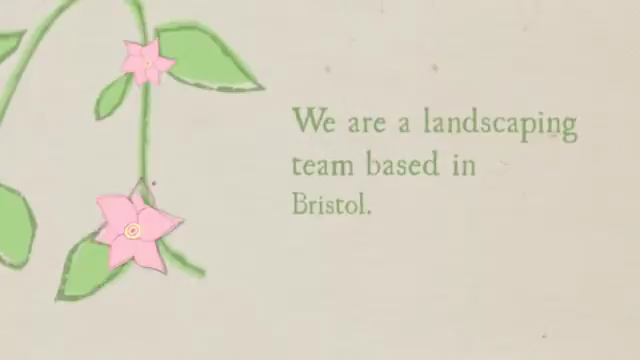 We are a landscaping
team based in
Bristol.